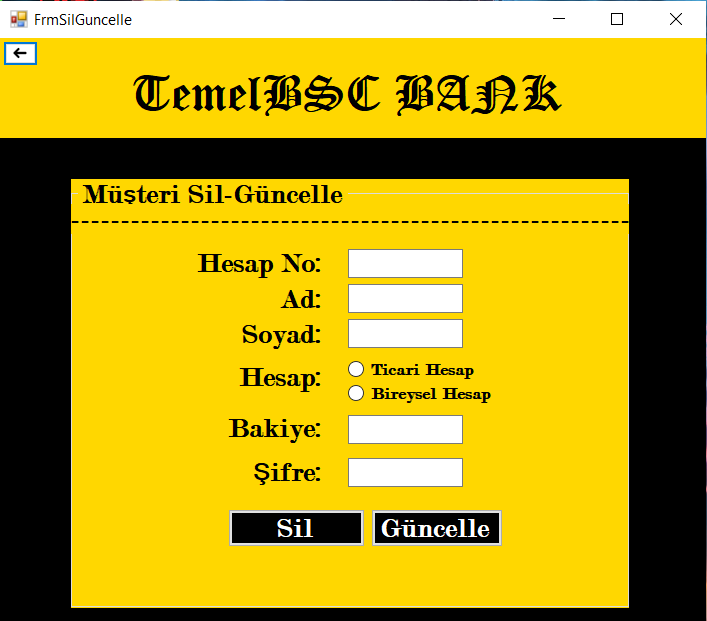 FrmSilGuncelle
TemelBSC BANK
Müşteri Sil-Güncelle
Hesap No:
Ad:
Soyad:
Hesap:
Ticari Hesap
Bireysel Hesap
Bakiye:
Şifre:
Sil Güncelle